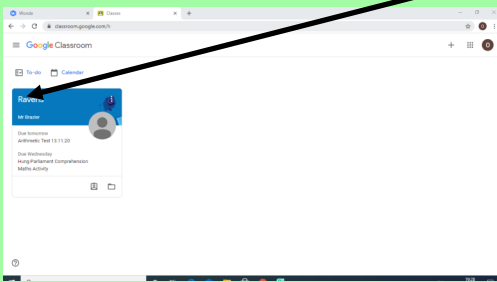 Classes
classroom.google.com/h
Google Classroom
To-do Calendar
Ravens
Mr Brazier
Due tomorrow
Arithmetic Test 13.11.20
Due Wednesday
Hung Parliament Comprehension
Maths Activity